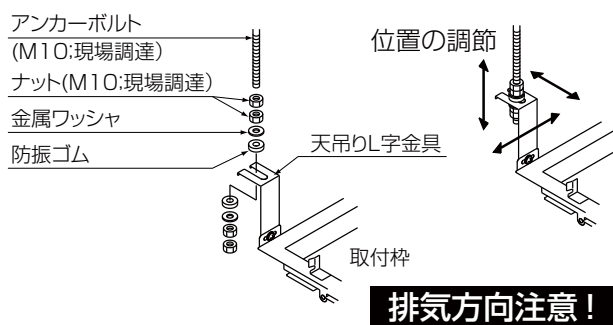 アンカーボルト
(M10;現場調達)
ナット(M10;現場調達)
金属ワッシャ
防振ゴム
天吊りL字金具
取付枠
位置の調節
排気方向注意！